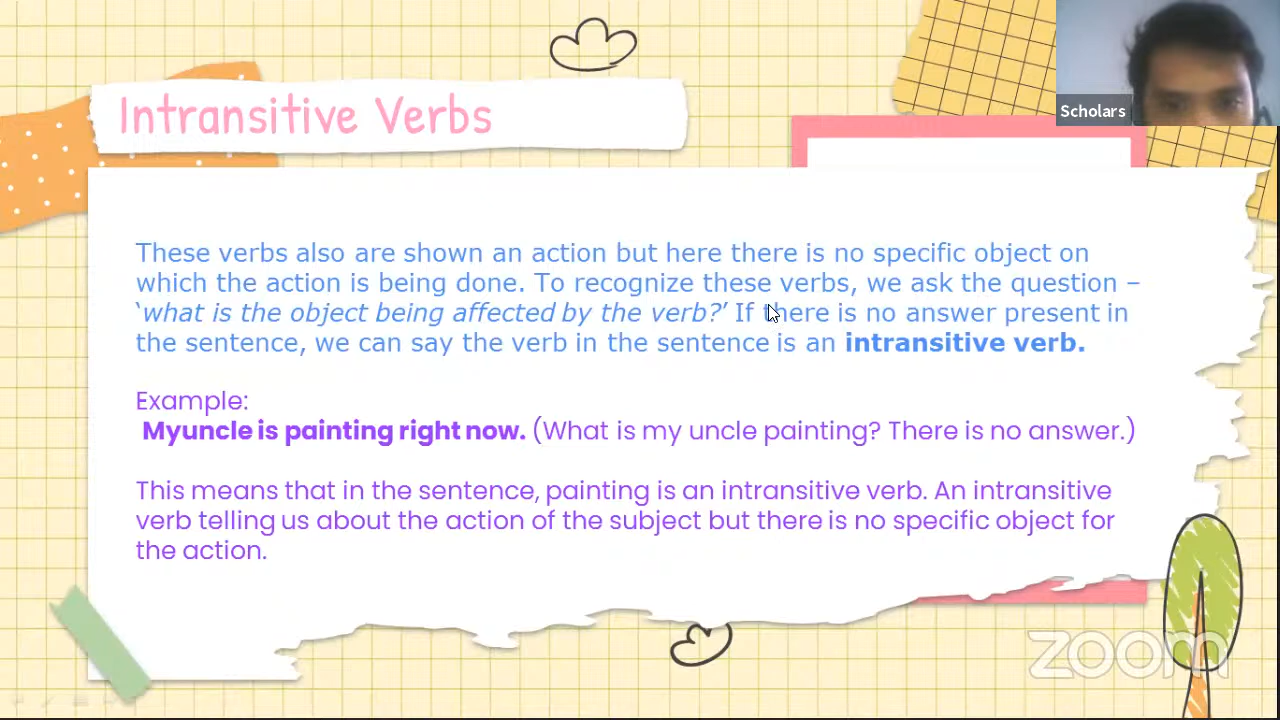 Scholars
Intransitive Verbs
These verbs also are shown an action but here there is no specific object on
which the action is being done. To recognize these verbs, we ask the question –
‘what is the object being affected by the verb?’ If there is no answer present in
the sentence, we can say the verb in the sentence is an intransitive verb.
Example:
Myuncle is painting right now. (What is my uncle painting? There is no answer.)
This means that in the sentence, painting is an intransitive verb. An intransitive
verb telling us about the action of the subject but there is no specific object for
the action.
zoom